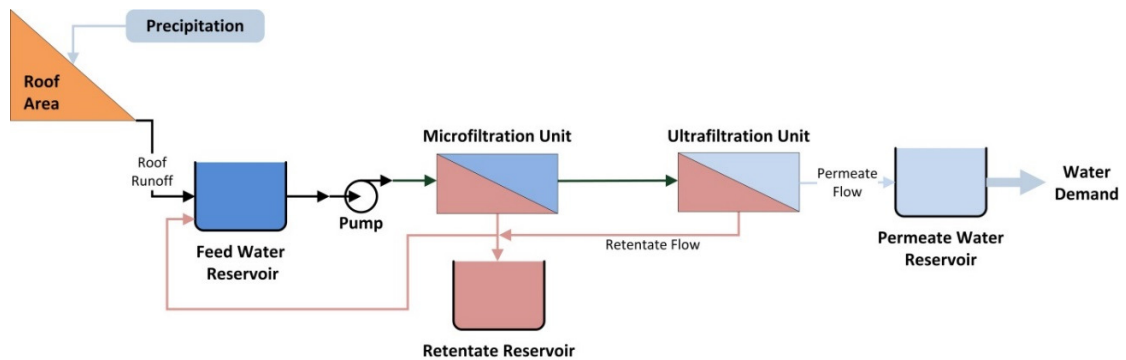 Precipitation
Roof
Area
Roof
Runoff
Feed Water
Reservoir
Pump
Microfiltration Unit
Ultrafiltration Unit
Retentate Flow
Retentate Reservoir
Permeate
Flow
Permeate Water
Reservoir
Water
Demand